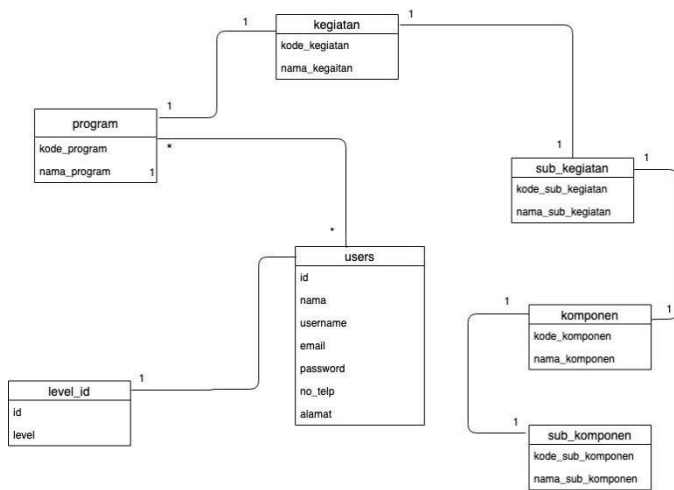 1
kegiatan
1
kode_kegiatan
nama_kegaitan
1
program
*
kode_program
nama_program 1
1
1
sub_kegiatan
kode_sub_kegiatan
nama_sub_kegiatan
*
users
id
nama
username
email
password
no_telp
alamat
1
level_id
id
level
1
komponen
1
kode_komponen
nama_komponen
1
sub_komponen
kode_sub_komponen
nama_sub_komponen